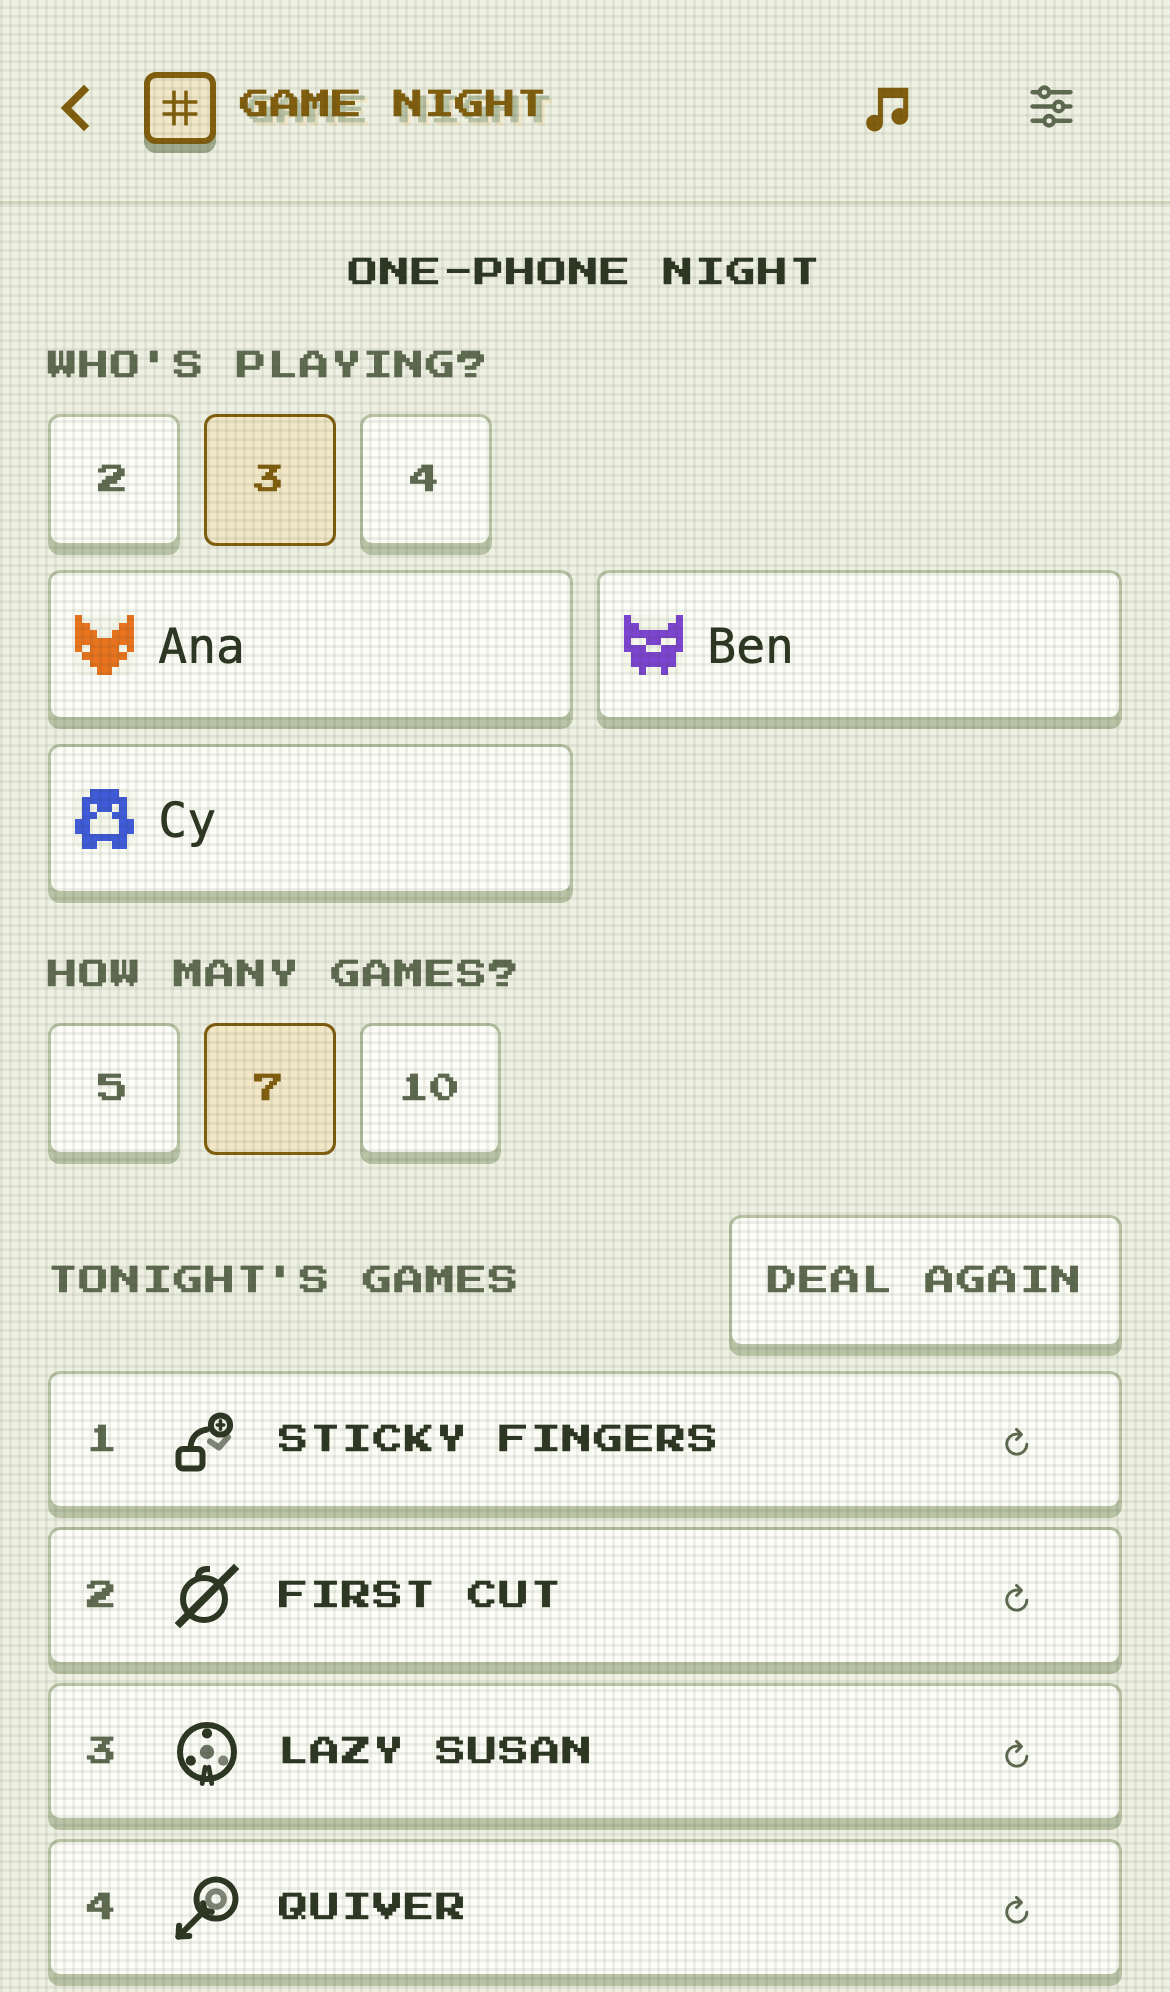 GAME NIGHT
ONE-PHONE NIGHT
WHO'S PLAYING?
2 3 4
Ana Ben
Cy
HOW MANY GAMES?
5 7 10
TONIGHT'S GAMES DEAL AGAIN
1 STICKY FINGERS
2 FIRST CUT
3 LAZY SUSAN
4 QUIVER